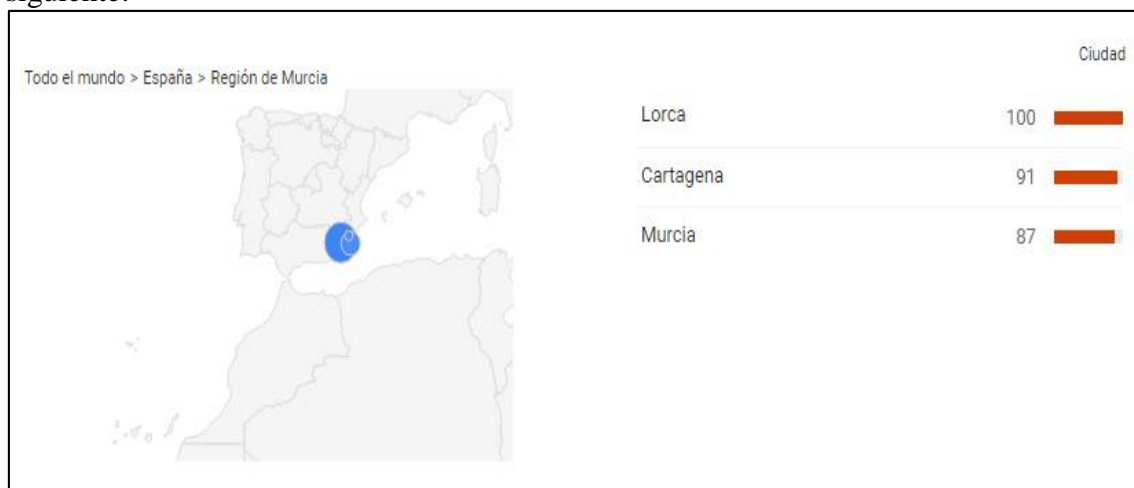 siguiente:
Ciudad
Todo el mundo > España > Región de Murcia
Lorca 100
Cartagena 91
Murcia 87